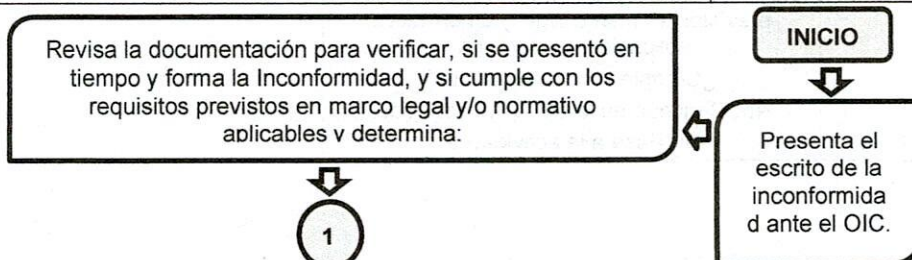 INICIO
Presenta el
escrito de la
inconformida
d ante el OIC.
Revisa la documentación para verificar, si se presentó en
tiempo y forma la Inconformidad, y si cumple con los
requisitos previstos en marco legal y/o normativo
aplicables y determina:
1